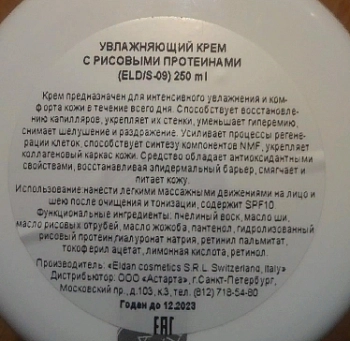 УВЛАЖНЯЮЩИЙ КРЕМ
С РИСОВЫМИ ПРОТЕИНАМИ
(ELD/S-09) 250 ml
Крем предназначен для интенсивного увлажнения и ком-
форта кожи в течение всего дня. Способствует восстановле-
нию капилляров, укрепляет их стенки, уменьшает гиперемию,
снимает шелушение и раздражение. Усиливает процессы регене-
рации клеток, способствует синтезу компонентов NMF, укрепляет
коллагеновый каркас кожи. Средство обладает антиоксидантными
свойствами, восстанавливая эпидермальный барьер, смягчает и
питает кожу.
Использование нанести легкими массажными движениями на лицо и
шею после очищения и тонизации, содержит SPF10
Функциональные ингредиенты: пчелиный воск, масло ши,
масло рисовых отрубей, масло жожоба, пантенол, гидролизованный
рисовый протеин, гиалуронат натрия, ретинил пальмитат,
токоферил ацетат, лимонная кислота, ретинол.
Производитель: «Eldan cosmetics S.R.L. Switzerland, Italy»
Дистрибьютор: ООО «Астарта», г.Санкт-Петербург,
Московский пр., д.103, к.3, тел. (812) 718-54-80
Годен до 12.2023
EAC